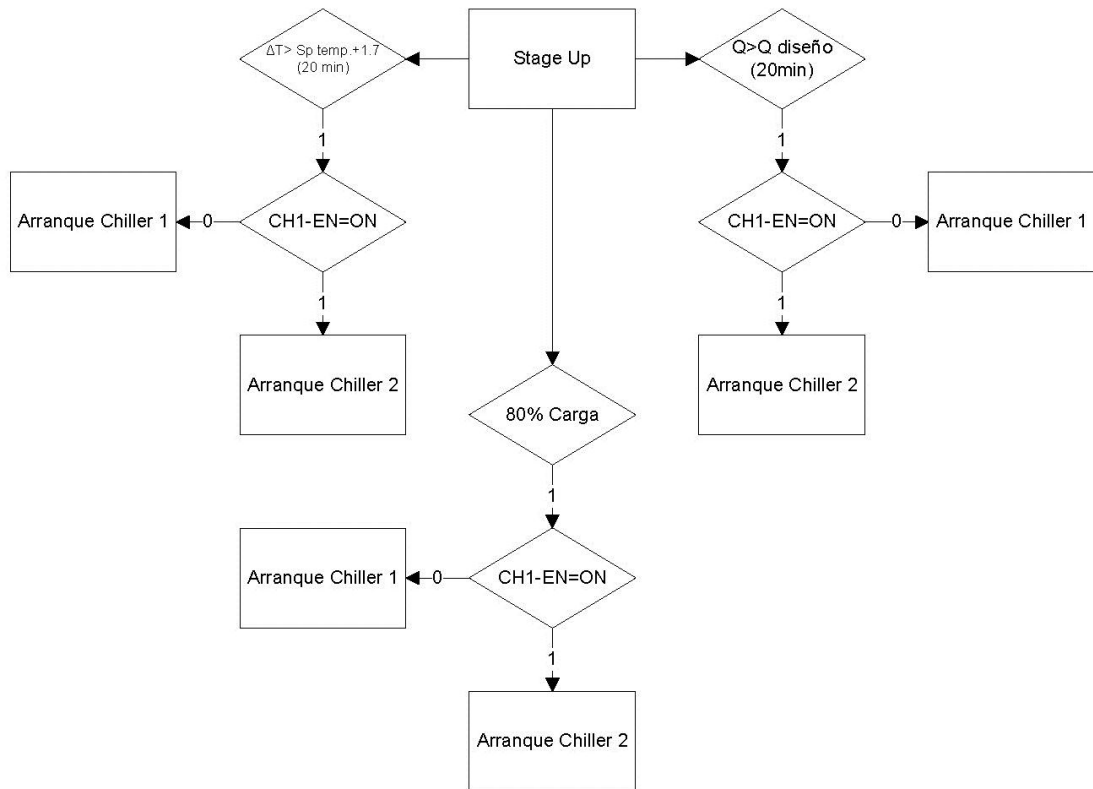 ΔT> Sp temp.+1.7
(20 min)
Stage Up
Q>Q diseño
(20min)
1
1
Arranque Chiller 1
0
CH1-EN=ON
CH1-EN=ON
0
Arranque Chiller 1
1
1
Arranque Chiller 2
Arranque Chiller 2
80% Carga
1
Arranque Chiller 1
0
CH1-EN=ON
1
Arranque Chiller 2